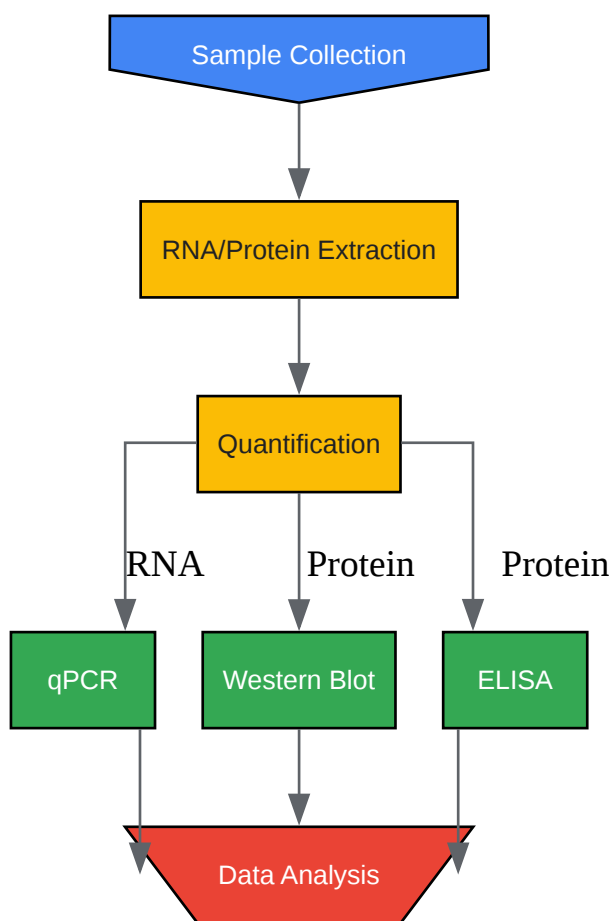 Sample Collection
RNA/Protein Extraction
Quantification
RNA
Protein
Protein
qPCR
Western Blot
ELISA
Data Analysis